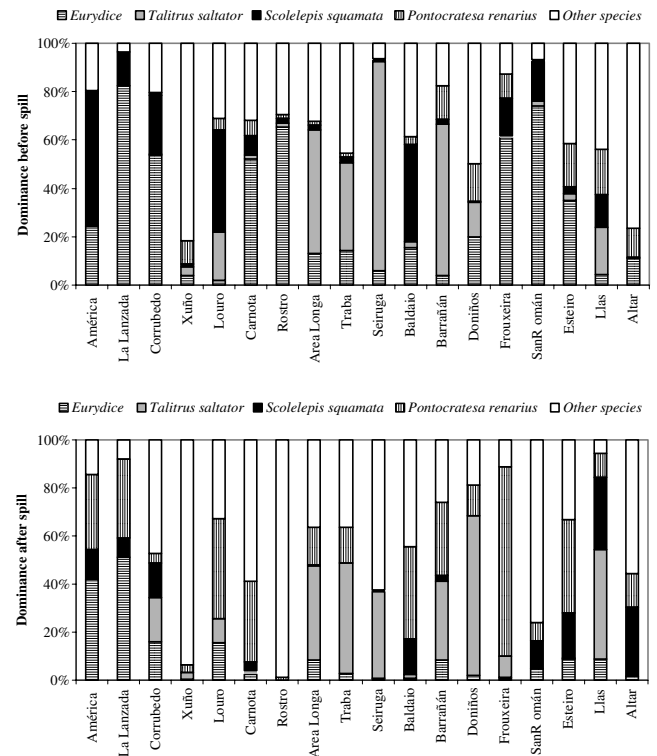 Eurydice Talitrus saltator Scolelepis squamata Pontocratesa renarius Other species
Dominance before spill
100%
80%
60%
40%
20%
0%
América
La Lanzada
Corrubedo
Xuño
Louro
Carnota
Rostro
Area Longa
Traba
Seiruga
Baldaio
Barrañán
Doniños
Frouxeira
SanR omán
Esteiro
Llas
Altar
Eurydice Talitrus saltator Scolelepis squamata Pontocratesa renarius Other species
Dominance after spill
100%
80%
60%
40%
20%
0%
América
La Lanzada
Corrubedo
Xuño
Louro
Carnota
Rostro
Area Longa
Traba
Seiruga
Baldaio
Barrañán
Doniños
Frouxeira
SanR omán
Esteiro
Llas
Altar